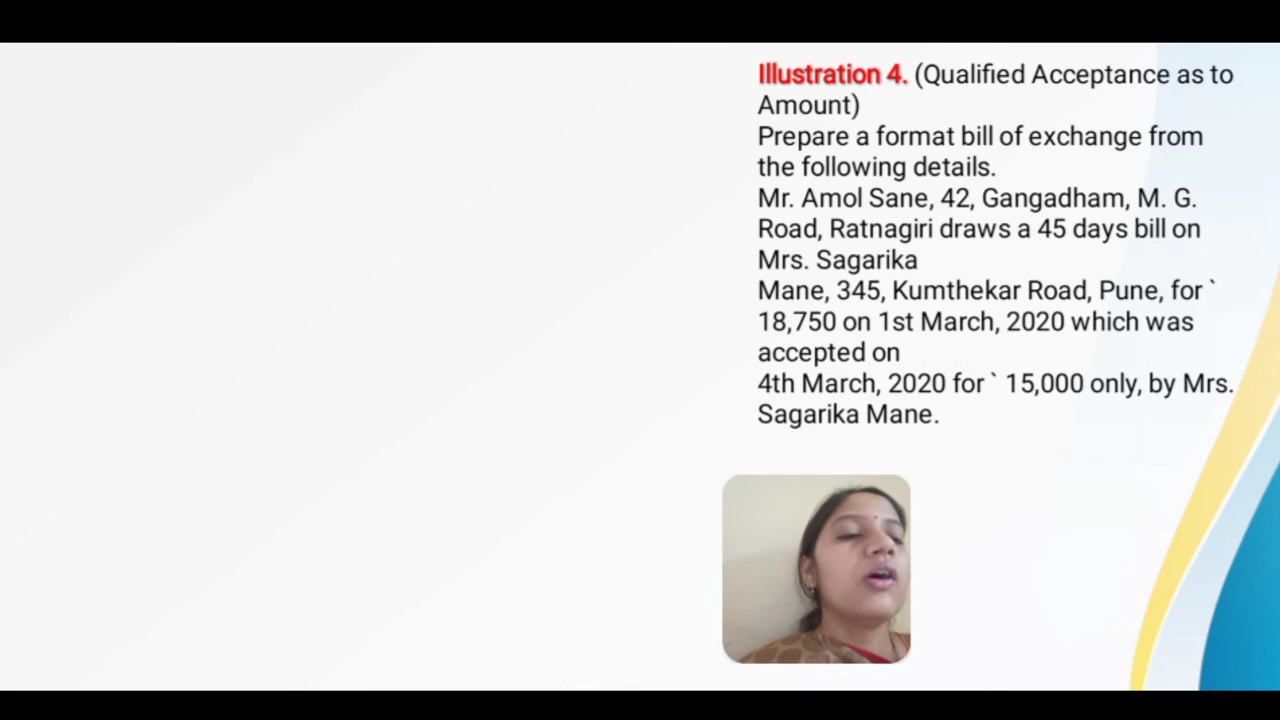 Illustration 4. (Qualified Acceptance as to
Amount)
Prepare a format bill of exchange from
the following details.
Mr. Amol Sane, 42, Gangadham, M. G.
Road, Ratnagiri draws a 45 days bill on
Mrs. Sagarika
Mane, 345, Kumthekar Road, Pune, for `
18,750 on 1st March, 2020 which was
accepted on
4th March, 2020 for ` 15,000 only, by Mrs.
Sagarika Mane.